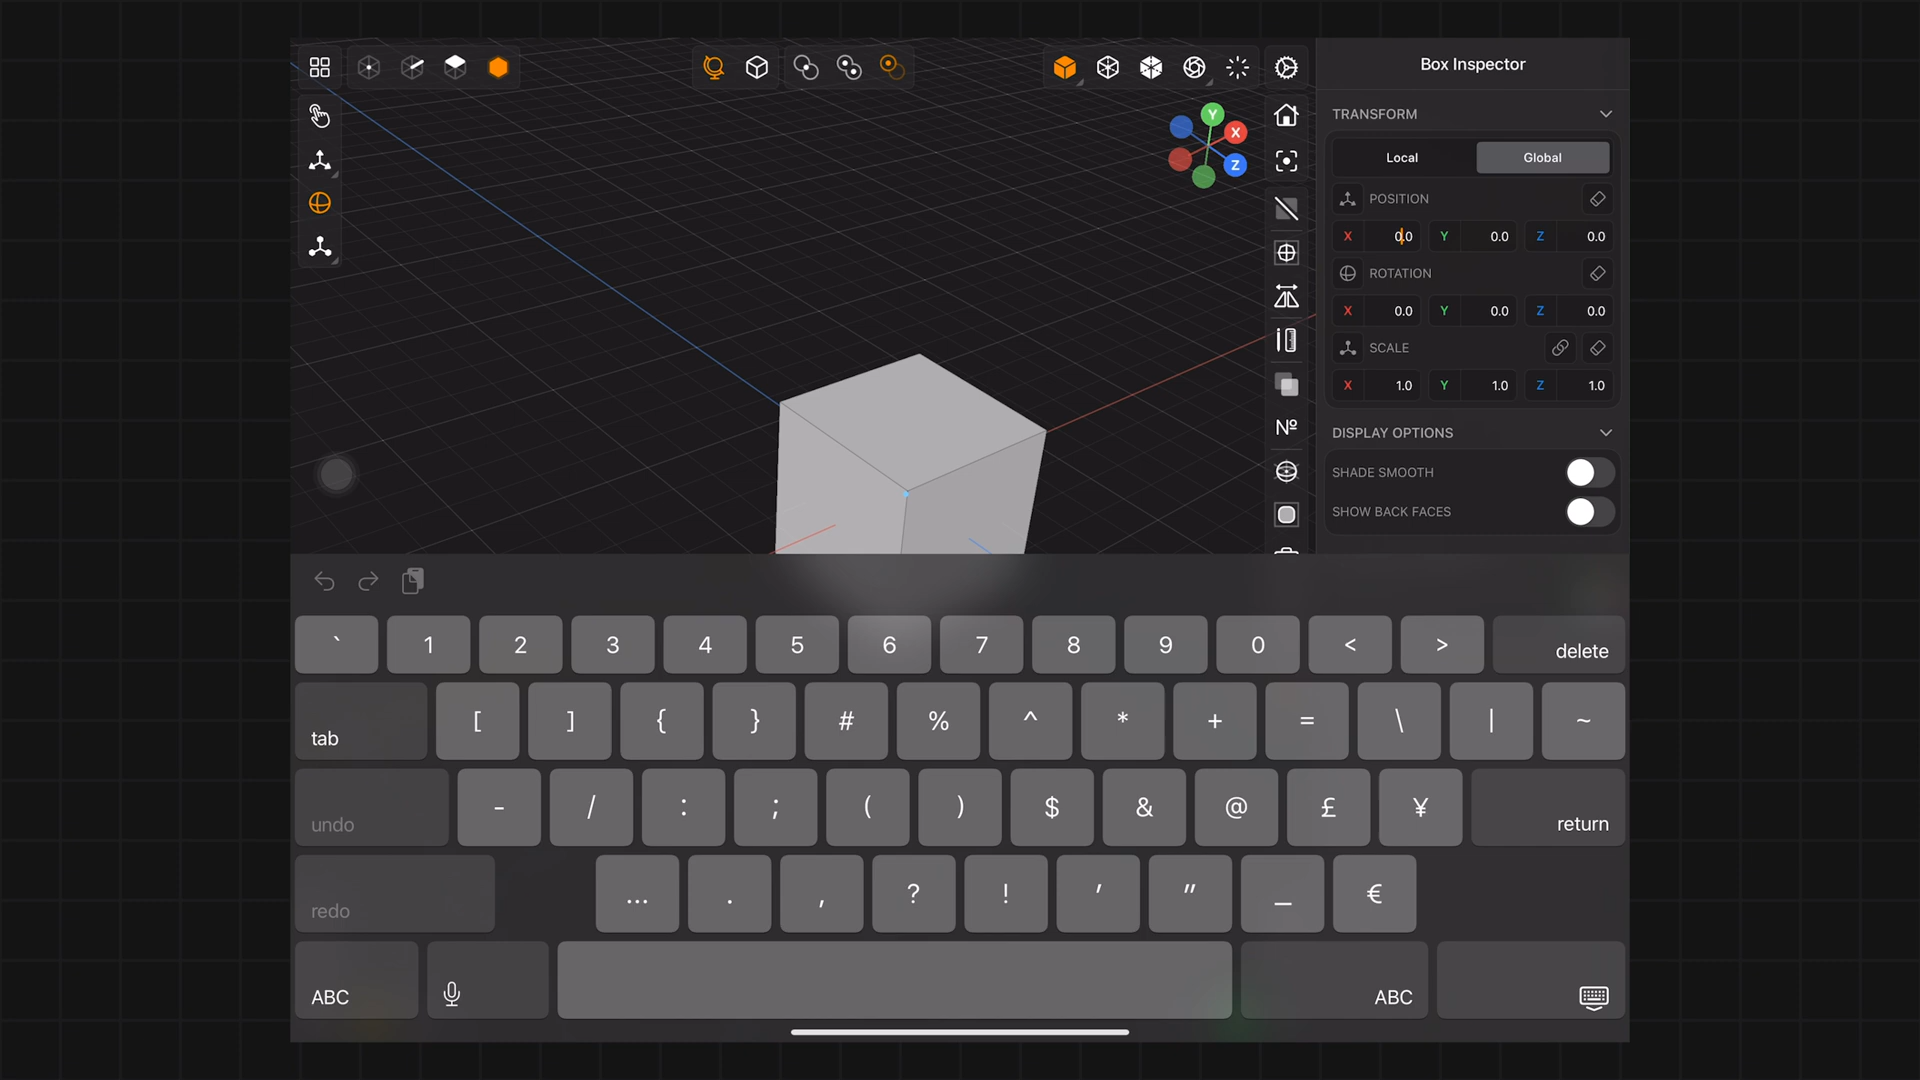 Box Inspector
TRANSFORM
Local Global
Y
X
Z
POSITION
X 0.0 Y 0.0 Z 0.0
ROTATION
X 0.0 Y 0.0 Z 0.0
SCALE
X 1.0 Y 1.0 Z 1.0
Nº
DISPLAY OPTIONS
SHADE SMOOTH
SHOW BACK FACES
` 1 2 3 4 5 6 7 8 9 0 < > delete
tab [ ] { } # % ^ * + = \ | ~
undo - / : ; ( ) $ & @ £ ¥ return
redo ... . , ? ! ' " _ €
ABC ABC